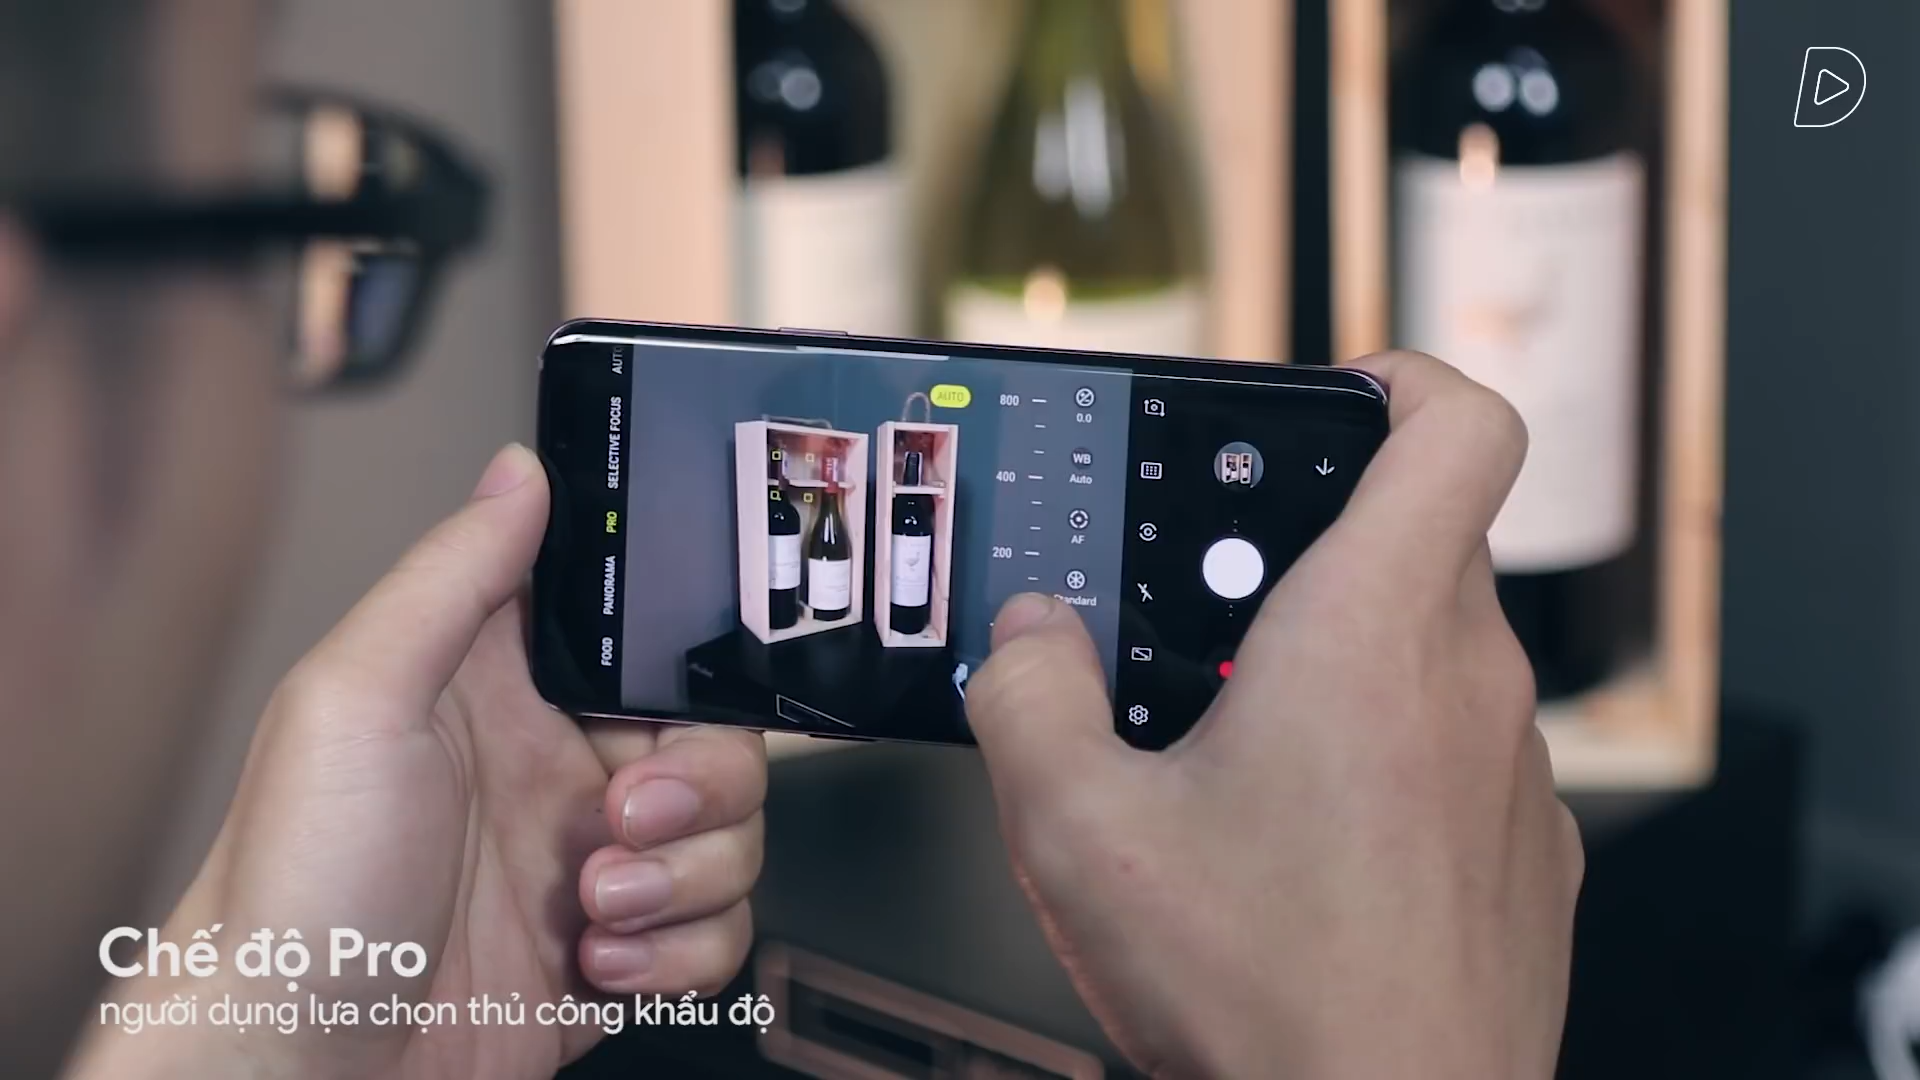 AUTO
SELECTIVE FOCUS
PRO
PANORAMA
FOOD
AUTO
800
400
200
0.0
WB
Auto
AF
Chế độ Pro
người dụng lựa chọn thủ công khẩu độ